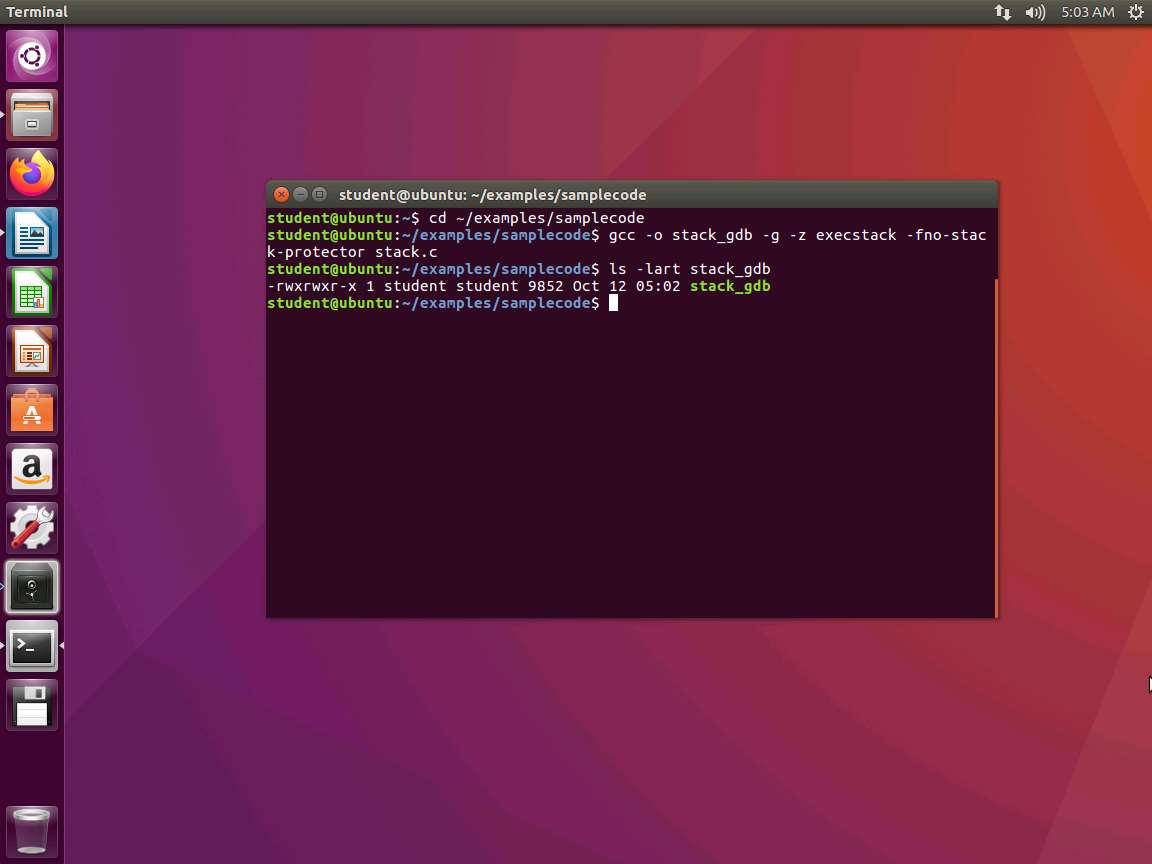 Terminal
5:03 AM
student@ubuntu: ~/examples/samplecode
student@ubuntu:~$ cd ~/examples/samplecode
student@ubuntu:~/examples/samplecode$ gcc -o stack_gdb -g -z execstack -fno-stac
k-protector stack.c
student@ubuntu:~/examples/samplecode$ ls -lart stack_gdb
-rwxrwxr-x 1 student student 9852 Oct 12 05:02 stack_gdb
student@ubuntu:~/examples/samplecode$